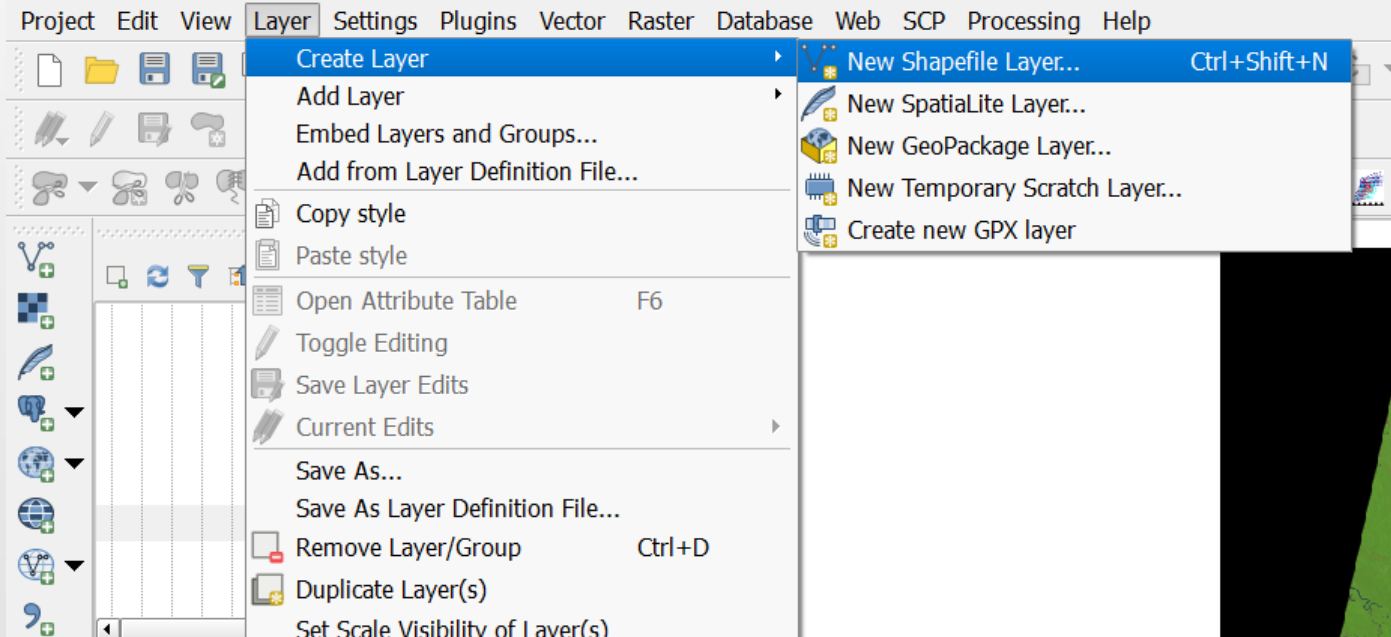 Project Edit View Layer Settings Plugins Vector Raster Database Web SCP Processing Help
Create Layer
New Shapefile Layer... Ctrl+Shift+N
Add Layer
New SpatiaLite Layer...
Embed Layers and Groups...
New GeoPackage Layer...
Add from Layer Definition File...
New Temporary Scratch Layer...
Copy style
Create new GPX layer
Paste style
Open Attribute Table F6
Toggle Editing
Save Layer Edits
Current Edits
Save As...
Save As Layer Definition File...
Remove Layer/Group Ctrl+D
Duplicate Layer(s)
Set Scale Visibility of Layer(s)